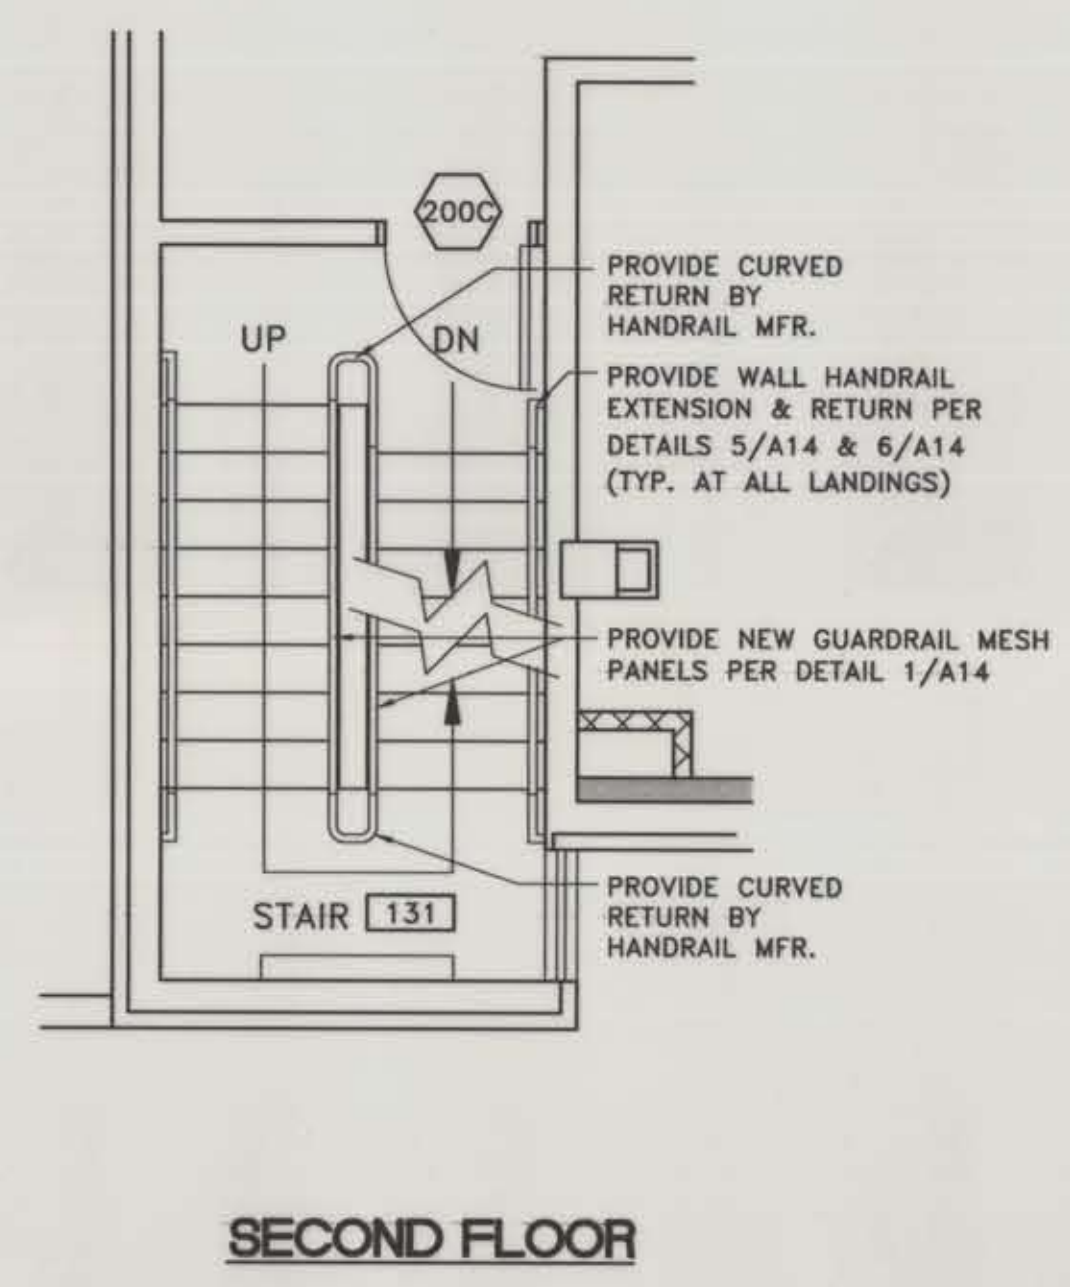 200C
PROVIDE CURVED
RETURN BY
HANDRAIL MFR.
UP
DN
PROVIDE WALL HANDRAIL
EXTENSION & RETURN PER
DETAILS 5/A14 & 6/A14
(TYP. AT ALL LANDINGS)
PROVIDE NEW GUARDRAIL MESH
PANELS PER DETAIL 1/A14
PROVIDE CURVED
RETURN BY
HANDRAIL MFR.
STAIR 131
SECOND FLOOR